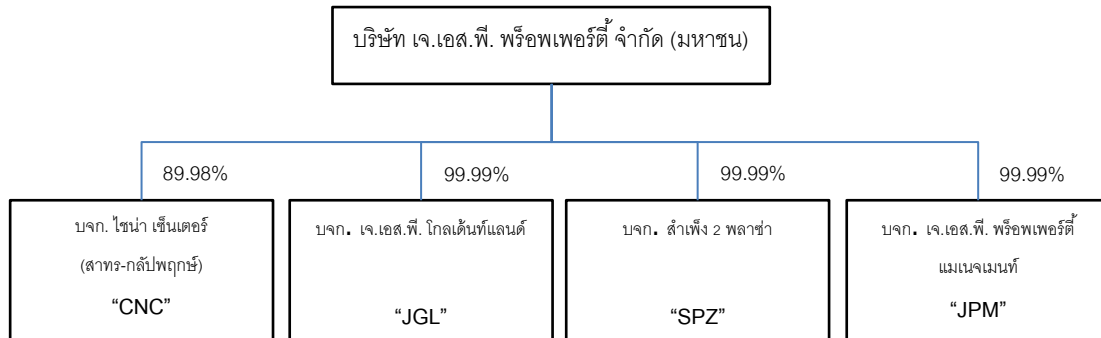 บริษัท เจ.เอส.พี. พร็อพเพอร์ตี้ จำกัด (มหาชน)
89.98%
99.99%
99.99%
99.99%
บจก. ไชน่า เซ็นเตอร์
(สาทร-กลัปพฤกษ์)
“CNC”
บจก. เจ.เอส.พี. โกลเด้นท์แลนด์
“JGL”
บจก. สำเพ็ง 2 พลาซ่า
“SPZ”
บจก. เจ.เอส.พี. พร็อพเพอร์ตี้
แมเนจเมนท์
“JPM”